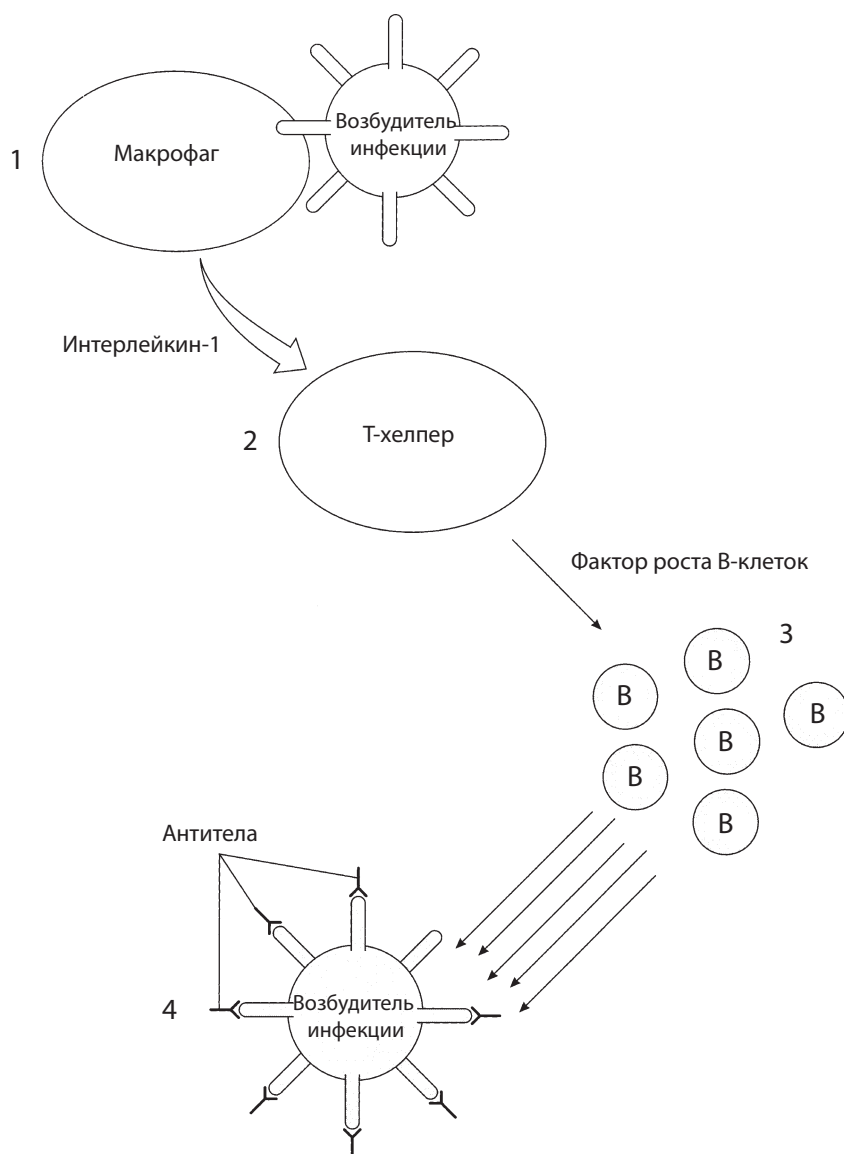 1
Макрофаг
Возбудитель
инфекции
Интерлейкин-1
2
Т-хелпер
Фактор роста В-клеток
3
В
В
В
В
В
В
Антитела
4
Возбудитель
инфекции